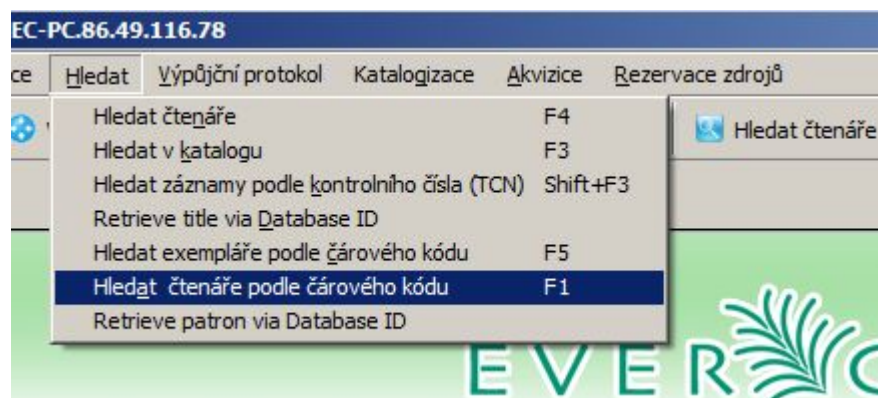 EC-PC.86.49.116.78
ce Hledat Výpůjční protokol Katalogizace Akvizice Rezervace zdrojů
Hledat čtenáře F4
Hledat v katalogu F3
Hledat záznamy podle kontrolního čísla (TCN) Shift+F3
Retrieve title via Database ID
Hledat exempláře podle čárového kódu F5
Hledat čtenáře podle čárového kódu F1
Retrieve patron via Database ID
Hledat čtenáře
EVER